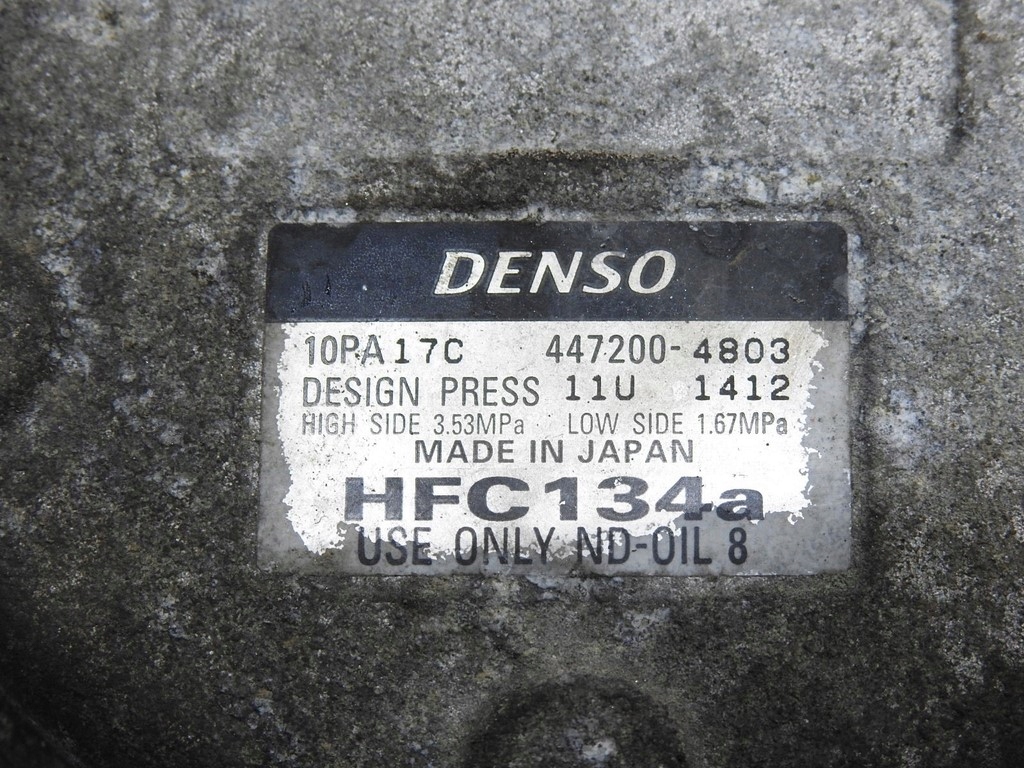 DENSO
10PA17C 447200-4803
DESIGN PRESS 11U 1412
HIGH SIDE 3.53MPa LOW SIDE 1.67MPa
MADE IN JAPAN
HFC134a
USE ONLY ND-OIL 8